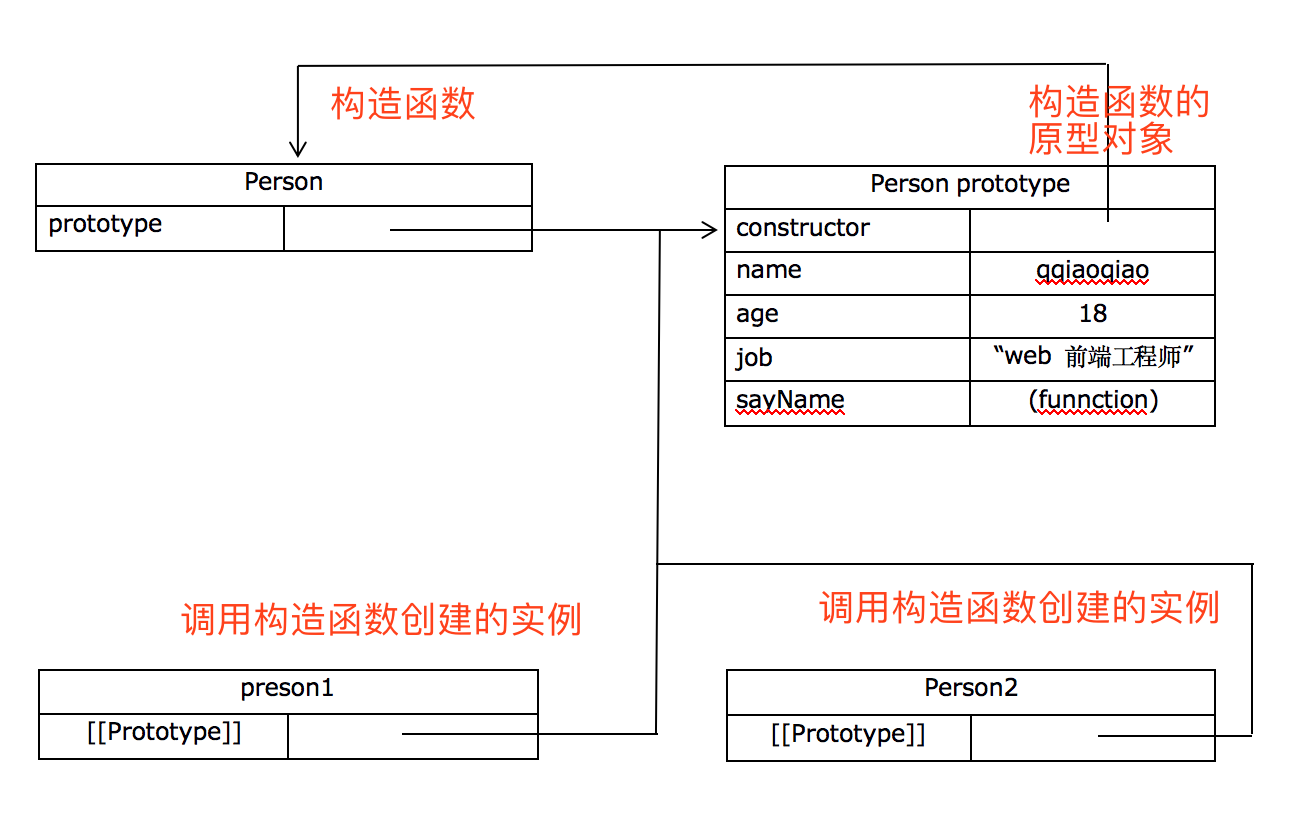 构造函数
构造函数的
原型对象
Person
prototype
Person prototype
constructor
name qqiaoqiao
age 18
job “web 前端工程师”
sayName (funnction)
调用构造函数创建的实例
调用构造函数创建的实例
preson1
[[Prototype]]
Person2
[[Prototype]]